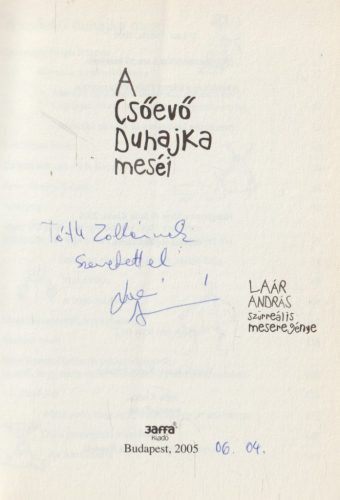 A
Csőevő
Duhajka
meséi
Tóth Zoltánnak
Szeretettel
LAÁR
ANDRÁS
szürreális
meseregénye
Jaffa
Kiadó
Budapest, 2005 06. 04.